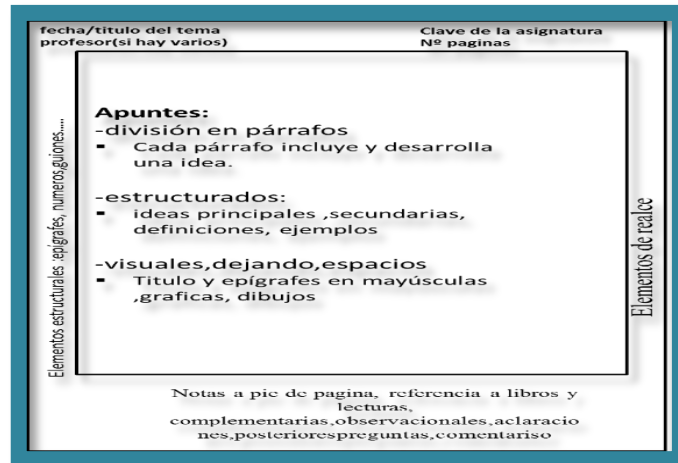 fecha/titulo del tema
profesor(si hay varios)
Clave de la asignatura
Nº paginas
Elementos estructurales :epigrafes, numeros,guiones.....
Apuntes:
-división en párrafos
▪ Cada párrafo incluye y desarrolla
una idea.
-estructurados:
▪ ideas principales ,secundarias,
definiciones, ejemplos
-visuales,dejando,espacios
▪ Titulo y epígrafes en mayúsculas
,graficas, dibujos
Elementos de realce
Notas a pie de pagina, referencia a libros y
lecturas,
complementarias,observacionales,aclaracio
nes,posteriorespreguntas,comentariso